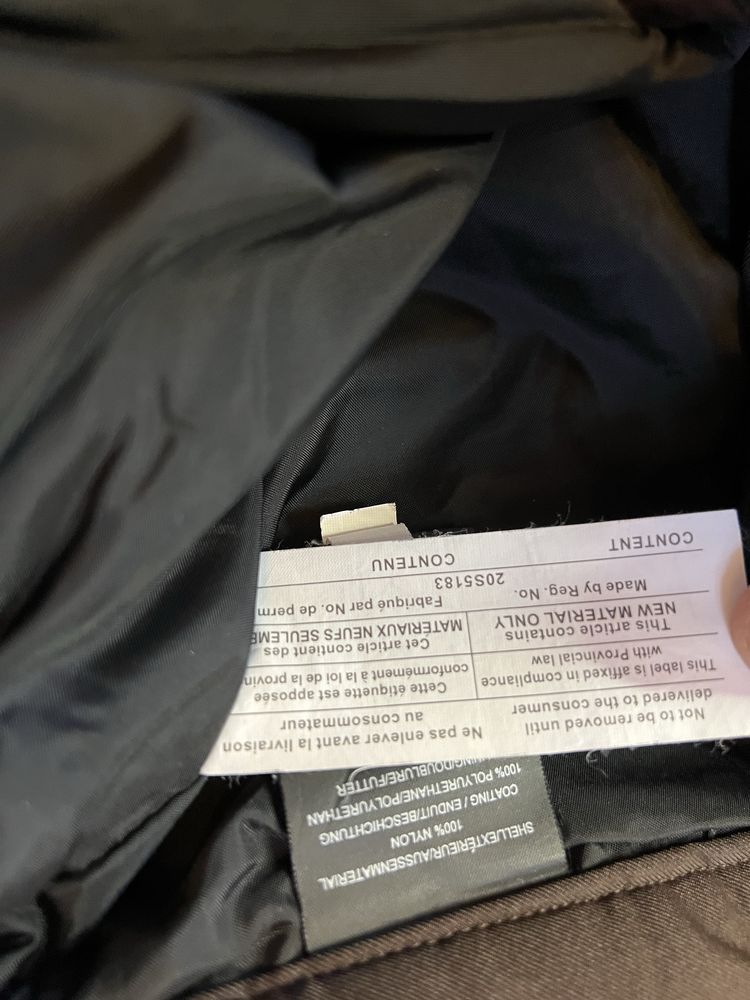 Not to be removed until
delivered to the consumer
Ne pas enlever avant la livraison
au consommateur
This label is affixed in compliance
with Provincial law
Cette étiquette est apposée
conformément à la loi de la provin
This article contains
NEW MATERIAL ONLY
Cet article contient des
MATÉRIAUX NEUFS SEULEME
Made by Reg. No.
20S5183
Fabriqué par No. de perm
CONTENT
CONTENU
SHELL/EXTÉRIEUR/AUSSENMATERIAL
100% NYLON
COATING / ENDUIT/BESCHICHTUNG
100% POLYURETHANE/POLYURETHAN
NING/DOUBLURE/FUTTER